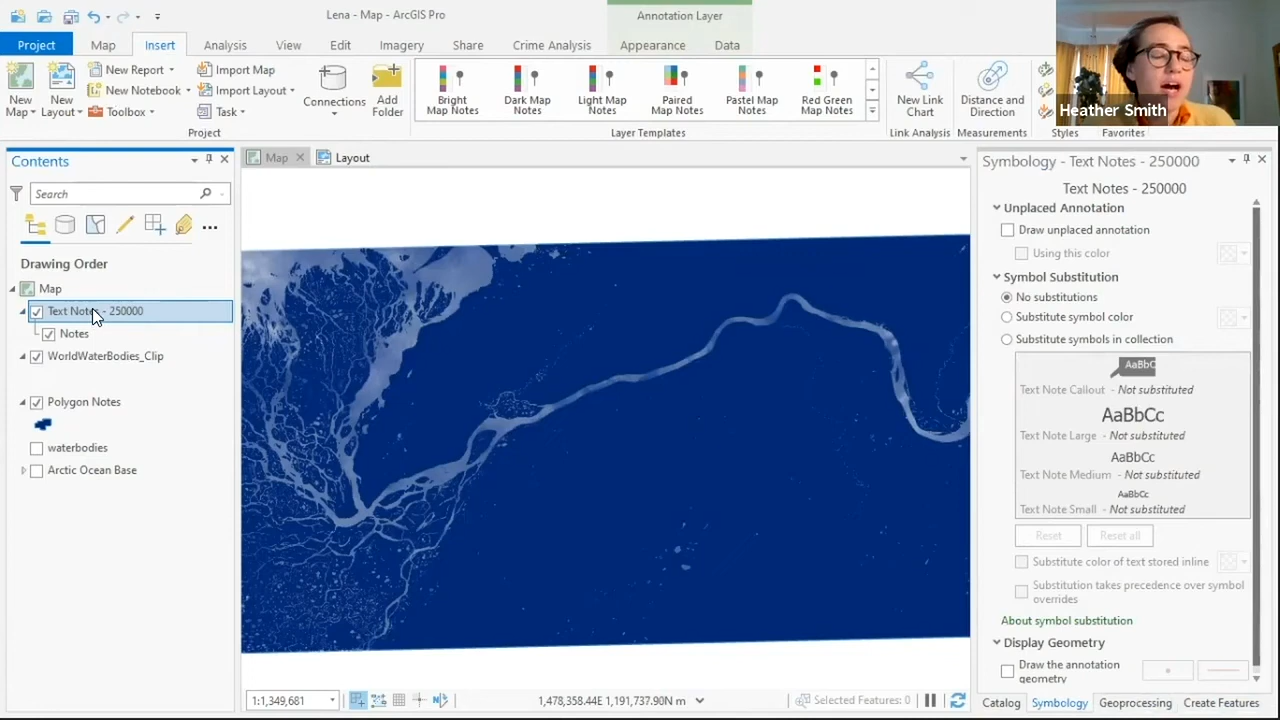 Lena - Map - ArcGIS Pro
Annotation Layer
Project
Map
Insert
Analysis
View
Edit
Imagery
Share
Crime Analysis
Appearance
Data
New Map
New Layout
New Report
New Notebook
Toolbox
Import Map
Import Layout
Task
Connections
Add Folder
Bright Map Notes
Dark Map Notes
Light Map Notes
Paired Map Notes
Pastel Map Notes
Red Green Map Notes
New Link Chart
Distance and Direction
Heather Smith
Project
Layer Templates
Link Analysis
Measurements
Styles
Favorites
Contents
Search
Drawing Order
Map
Text Notes - 250000
Notes
WorldWaterBodies_Clip
Polygon Notes
waterbodies
Arctic Ocean Base
Map
Layout
1:1,349,681
1,478,358.44E 1,191,737.90N m
Selected Features: 0
Symbology - Text Notes - 250000
Text Notes - 250000
Unplaced Annotation
Draw unplaced annotation
Using this color
Symbol Substitution
No substitutions
Substitute symbol color
Substitute symbols in collection
AaBbC
Text Note Callout - Not substituted
AaBbCc
Text Note Large - Not substituted
AaBbCc
Text Note Medium - Not substituted
AaBbCc
Text Note Small - Not substituted
Reset
Reset all
Substitute color of text stored inline
Substitution takes precedence over symbol
overrides
About symbol substitution
Display Geometry
Draw the annotation
geometry
Catalog
Symbology
Geoprocessing
Create Features